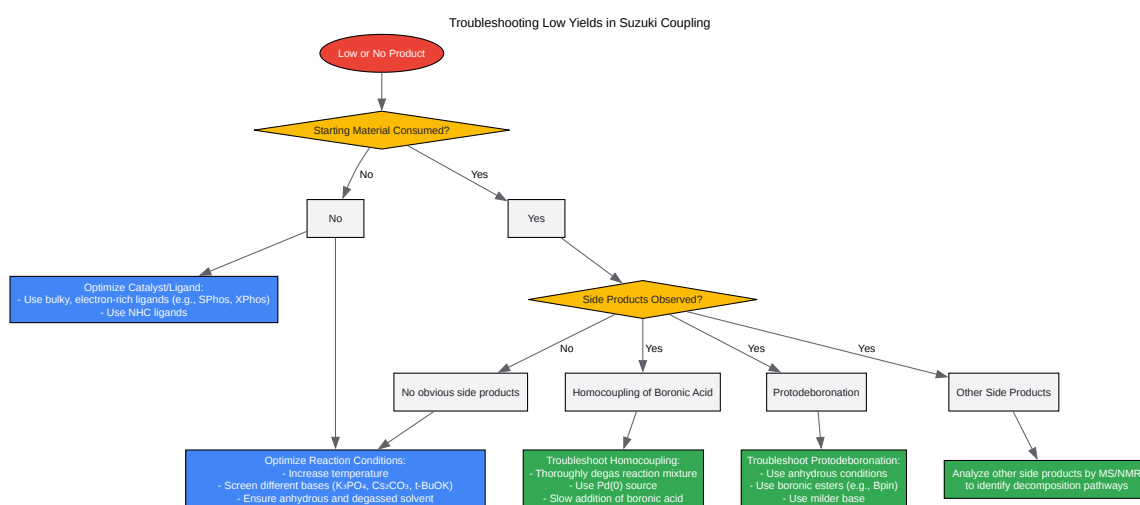 Troubleshooting Low Yields in Suzuki Coupling
Low or No Product
Starting Material Consumed?
No
Yes
No
Yes
Optimize Catalyst/Ligand:
- Use bulky, electron-rich ligands (e.g., SPhos, XPhos)
- Use NHC ligands
Side Products Observed?
No
Yes
Yes
Yes
No obvious side products
Homocoupling of Boronic Acid
Protodeboronation
Other Side Products
Optimize Reaction Conditions:
- Increase temperature
- Screen different bases (K₃PO₄, Cs₂CO₃, t-BuOK)
- Ensure anhydrous and degassed solvent
Troubleshoot Homocoupling:
- Thoroughly degas reaction mixture
- Use Pd(0) source
- Slow addition of boronic acid
Troubleshoot Protodeboronation:
- Use anhydrous conditions
- Use boronic esters (e.g., Bpin)
- Use milder base
Analyze other side products by MS/NMR
to identify decomposition pathways